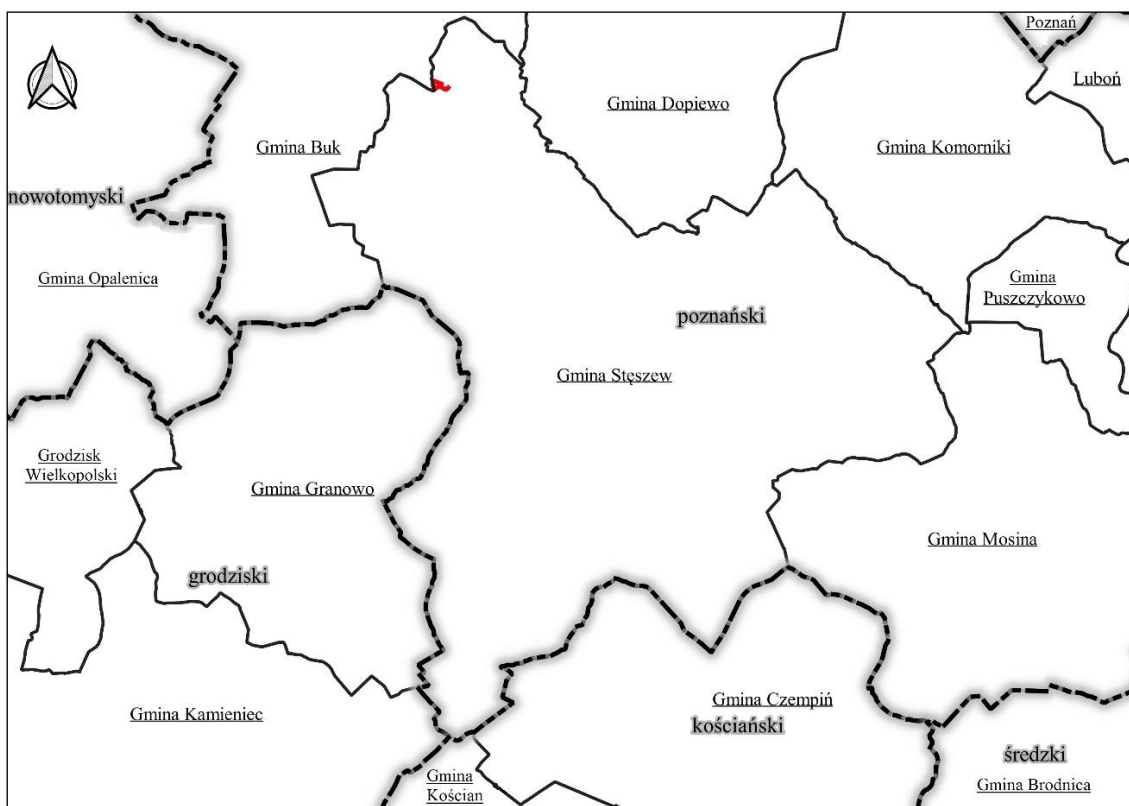 Poznań
Luboń
Gmina Dopiewo
Gmina Buk
Gmina Komorniki
nowotomyski
Gmina Opalenica
Gmina
Puszczykowo
poznański
Gmina Stęszew
Grodzisk
Wielkopolski
Gmina Granowo
Gmina Mosina
grodziski
Gmina Kamieniec
Gmina Czempiń
kościański
średzki
Gmina
Kościan
Gmina Brodnica